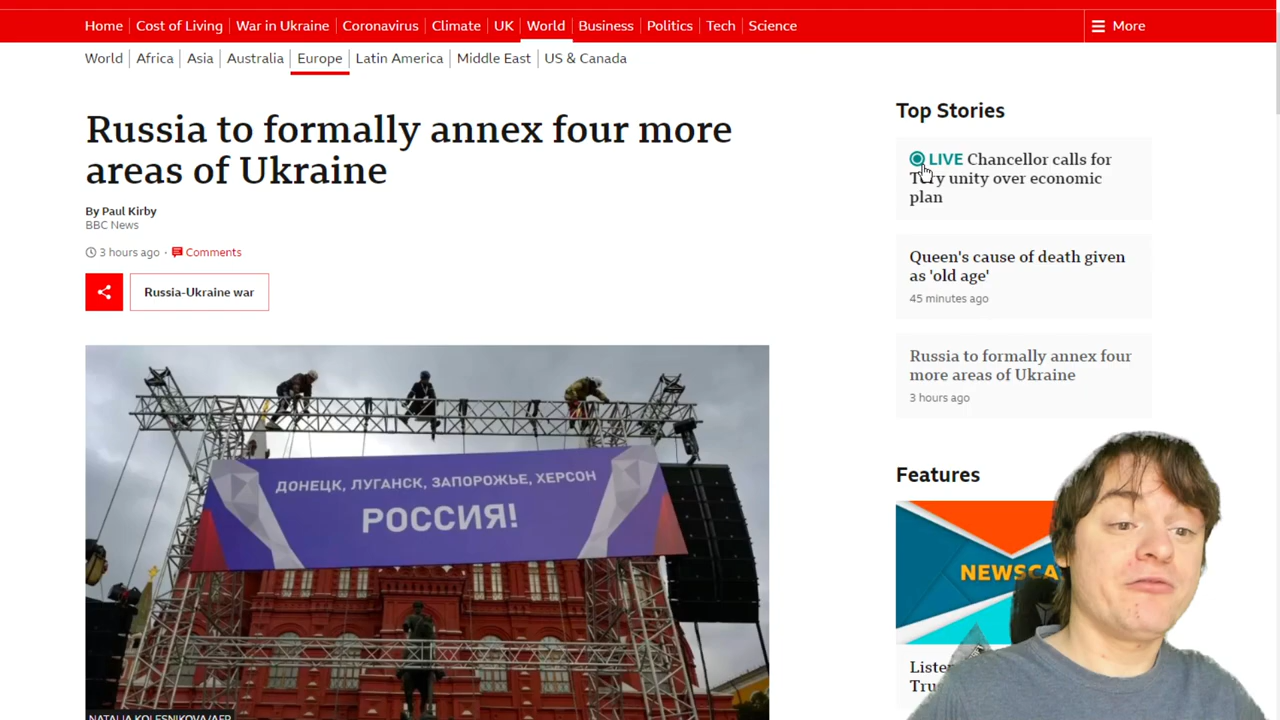 Home Cost of Living War in Ukraine Coronavirus Climate UK World Business Politics Tech Science More
World Africa Asia Australia Europe Latin America Middle East US & Canada
Russia to formally annex four more
areas of Ukraine
By Paul Kirby
BBC News
3 hours ago · Comments
Russia-Ukraine war
ДОНЕЦК, ЛУГАНСК, ЗАПОРОЖЬЕ, ХЕРСОН
РОССИЯ!
NATALIA KOLESNIKOVA/AFP
Top Stories
LIVE Chancellor calls for
Tory unity over economic
plan
Queen's cause of death given
as 'old age'
45 minutes ago
Russia to formally annex four
more areas of Ukraine
3 hours ago
Features